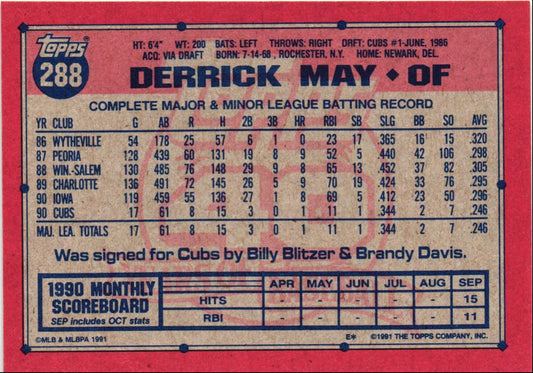 Topps
288
HT: 6'4" WT: 200 BATS: LEFT THROWS: RIGHT DRFT: CUBS #1-JUNE, 1986
ACQ: VIA DRAFT BORN: 7-14-68, ROCHESTER, N.Y. HOME: NEWARK, DEL.
DERRICK MAY ◆ OF
COMPLETE MAJOR & MINOR LEAGUE BATTING RECORD
YR CLUB G AB R H 2B 3B HR RBI SB SLG BB SO AVG
86 WYTHEVILLE 54 178 25 57 6 1 0 23 17 .365 16 15 .320
87 PEORIA 128 439 60 131 19 8 9 52 5 .440 42 106 .298
88 WIN.-SALEM 130 485 76 148 29 9 8 65 13 .452 37 82 .305
89 CHARLOTTE 136 491 72 145 26 5 9 70 19 .424 33 76 .295
90 IOWA 119 459 55 136 27 1 8 69 5 .412 23 50 .296
90 CUBS 17 61 8 15 3 0 1 11 1 .344 2 7 .246
MAJ. LEA. TOTALS 17 61 8 15 3 0 1 11 1 .344 2 7 .246
Was signed for Cubs by Billy Blitzer & Brandy Davis.
1990 MONTHLY
SCOREBOARD
SEP includes OCT stats
APR MAY JUN JUL AUG SEP
HITS - - - - - 15
RBI - - - - - 11
©MLB & MLBPA 1991 E* ©1991 THE TOPPS COMPANY, INC.